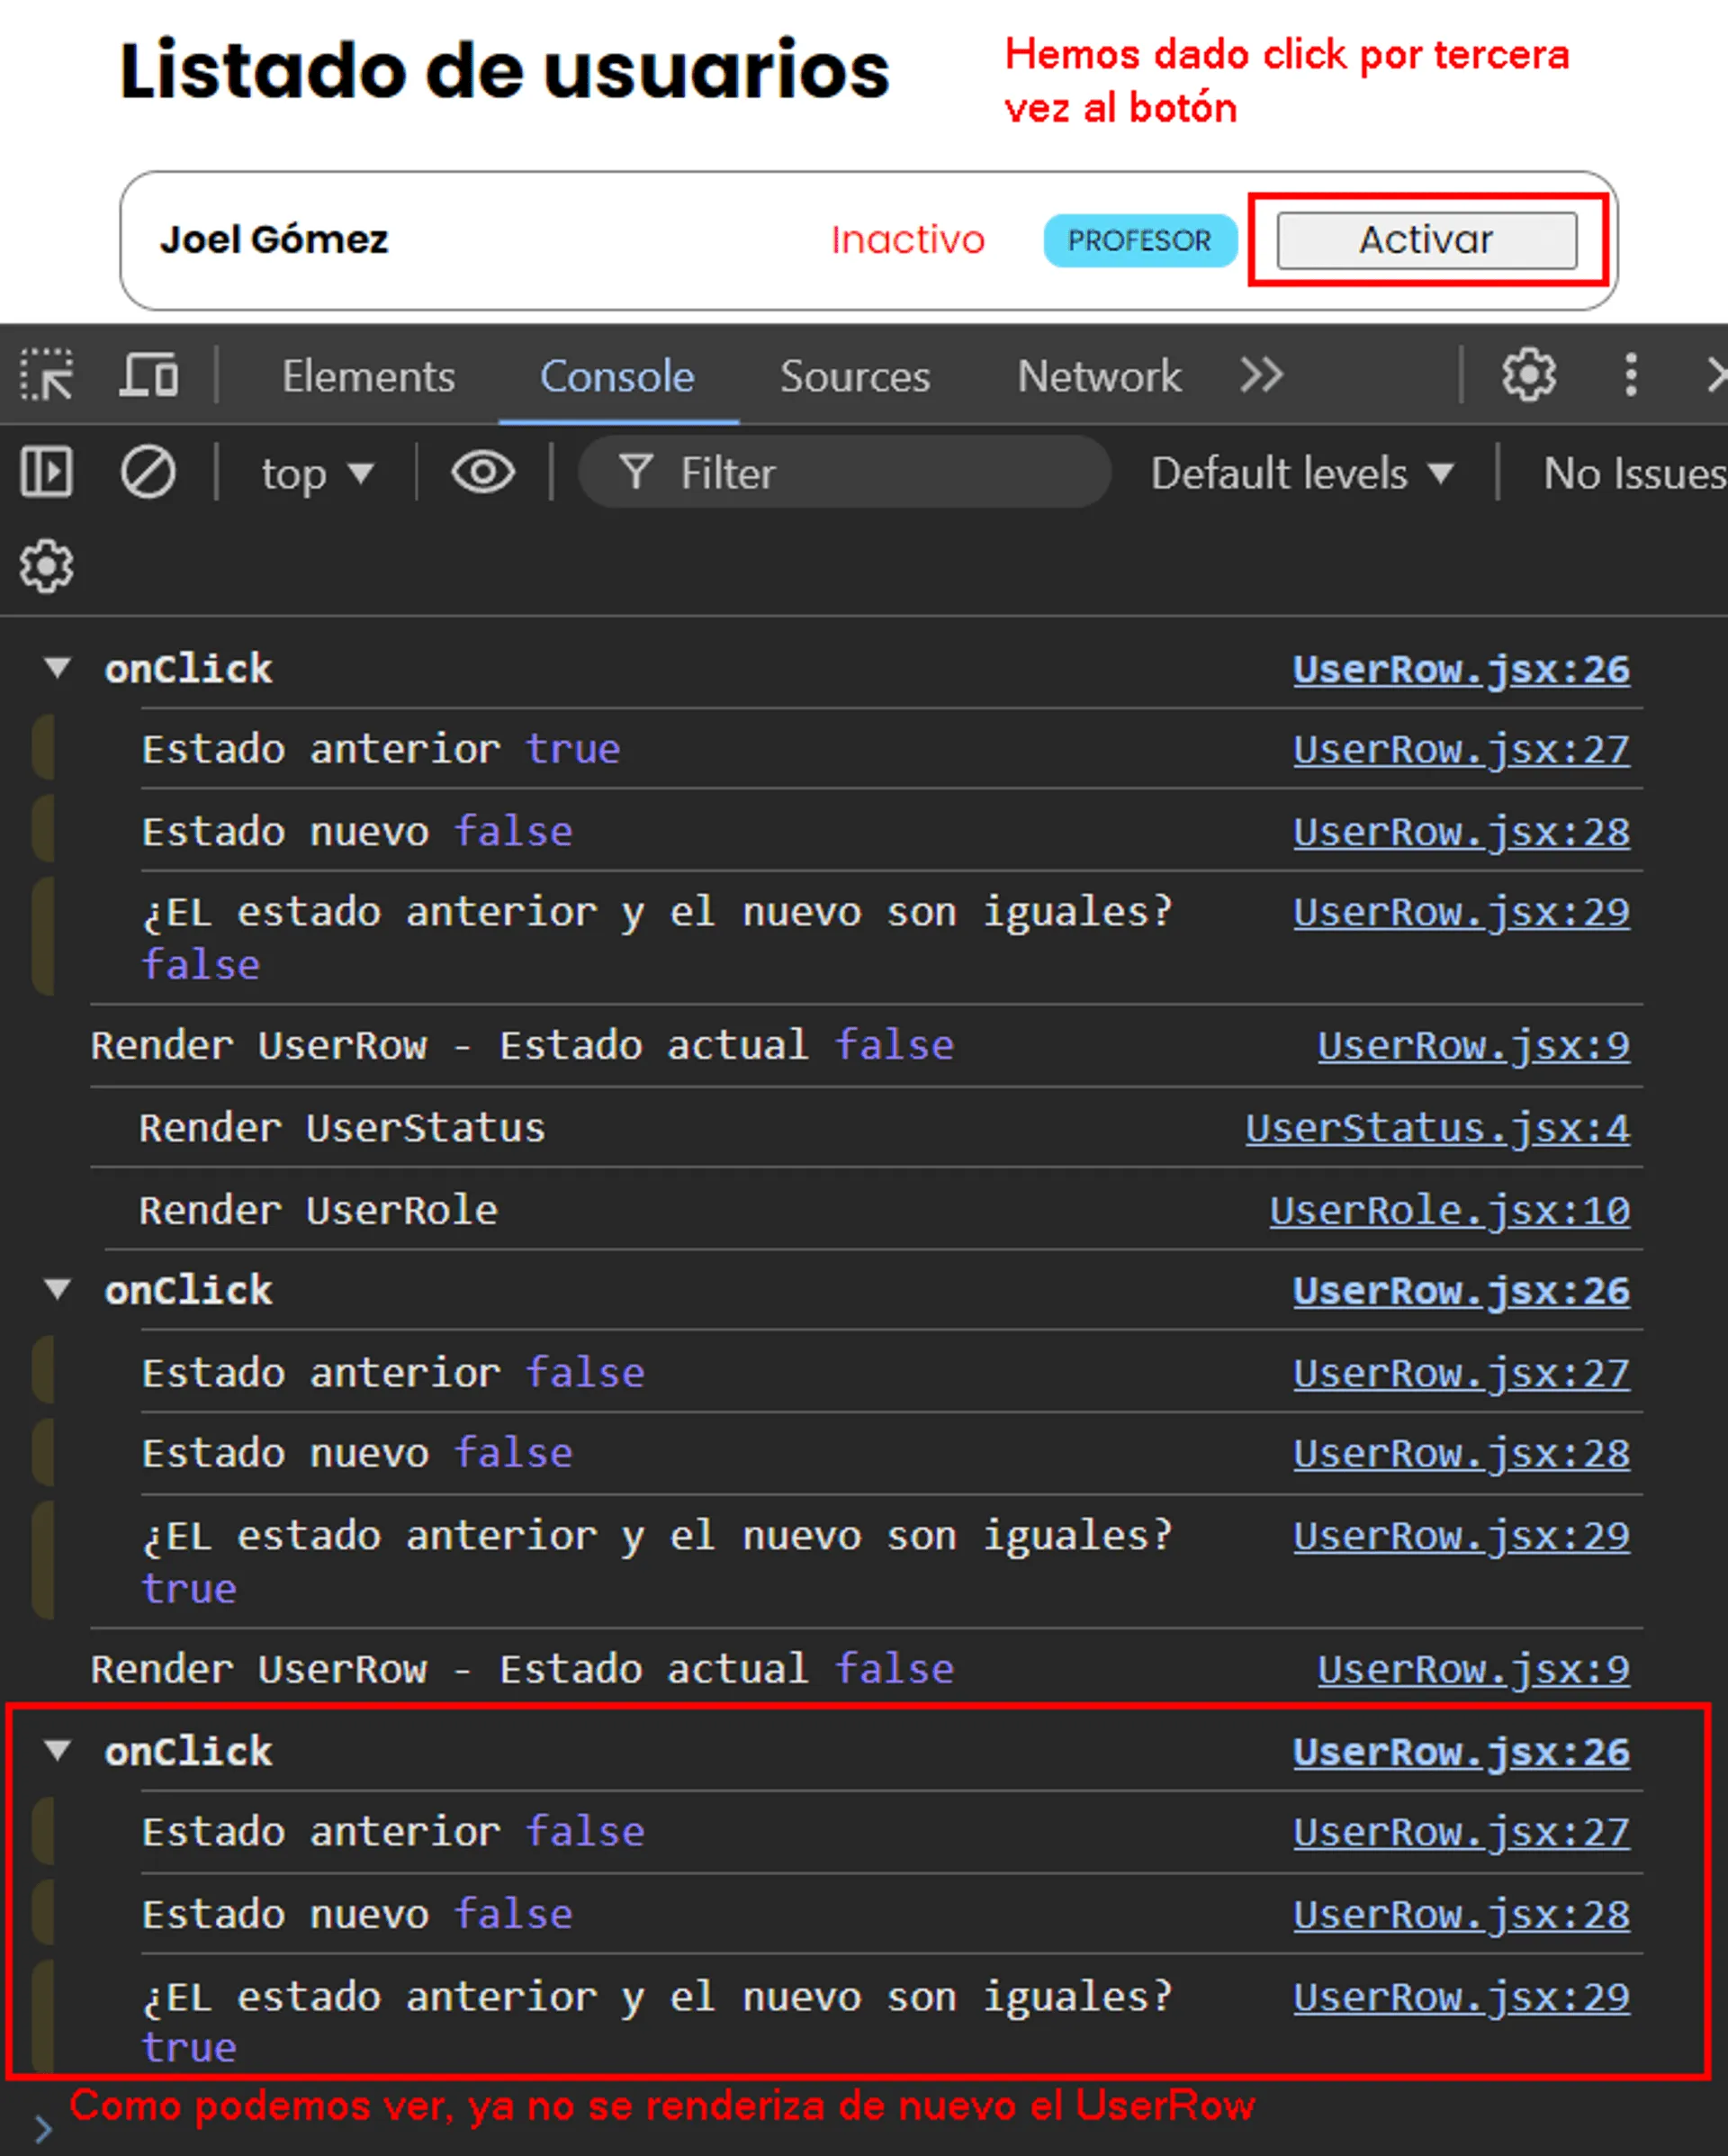 Listado de usuarios
Hemos dado click por tercera
vez al botón
Joel Gómez Inactivo PROFESOR Activar
Elements Console Sources Network
top Filter Default levels No Issues
onClick UserRow.jsx:26
Estado anterior true UserRow.jsx:27
Estado nuevo false UserRow.jsx:28
¿EL estado anterior y el nuevo son iguales? UserRow.jsx:29
false
Render UserRow - Estado actual false UserRow.jsx:9
Render UserStatus UserStatus.jsx:4
Render UserRole UserRole.jsx:10
onClick UserRow.jsx:26
Estado anterior false UserRow.jsx:27
Estado nuevo false UserRow.jsx:28
¿EL estado anterior y el nuevo son iguales? UserRow.jsx:29
true
Render UserRow - Estado actual false UserRow.jsx:9
onClick UserRow.jsx:26
Estado anterior false UserRow.jsx:27
Estado nuevo false UserRow.jsx:28
¿EL estado anterior y el nuevo son iguales? UserRow.jsx:29
true
Como podemos ver, ya no se renderiza de nuevo el UserRow